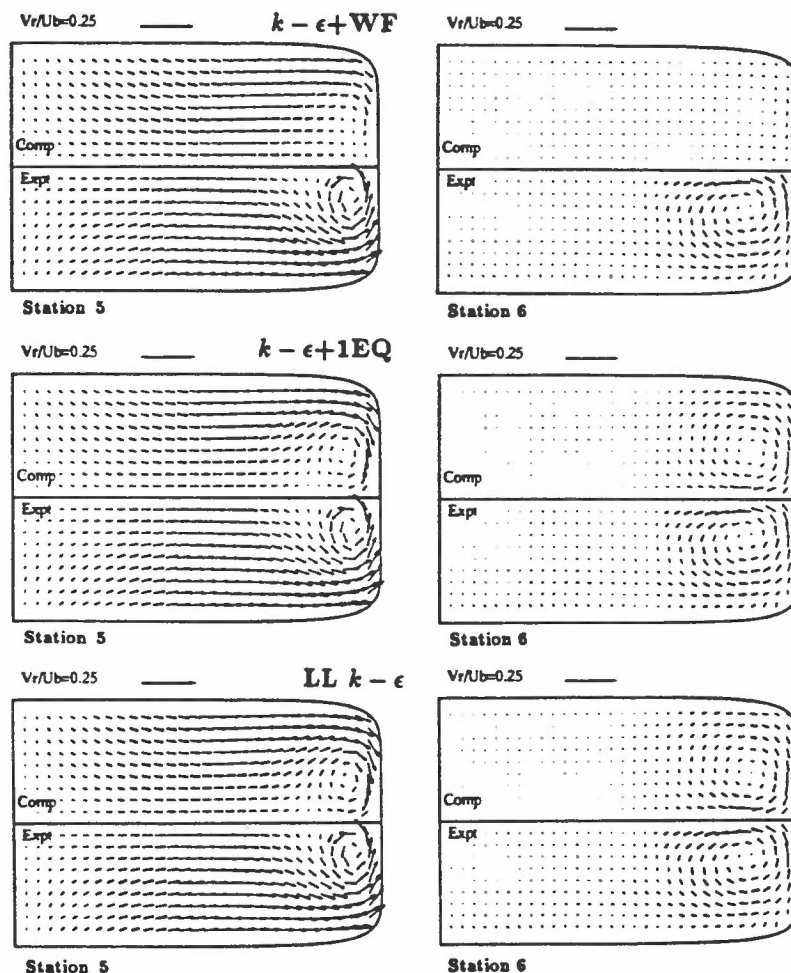 Vr/Ub=0.25
k − ε+WF
Vr/Ub=0.25
Comp
Expt
Comp
Expt
Station 5
Station 6
Vr/Ub=0.25
k − ε+1EQ
Vr/Ub=0.25
Comp
Expt
Comp
Expt
Station 5
Station 6
Vr/Ub=0.25
LL k − ε
Vr/Ub=0.25
Comp
Expt
Comp
Expt
Station 5
Station 6